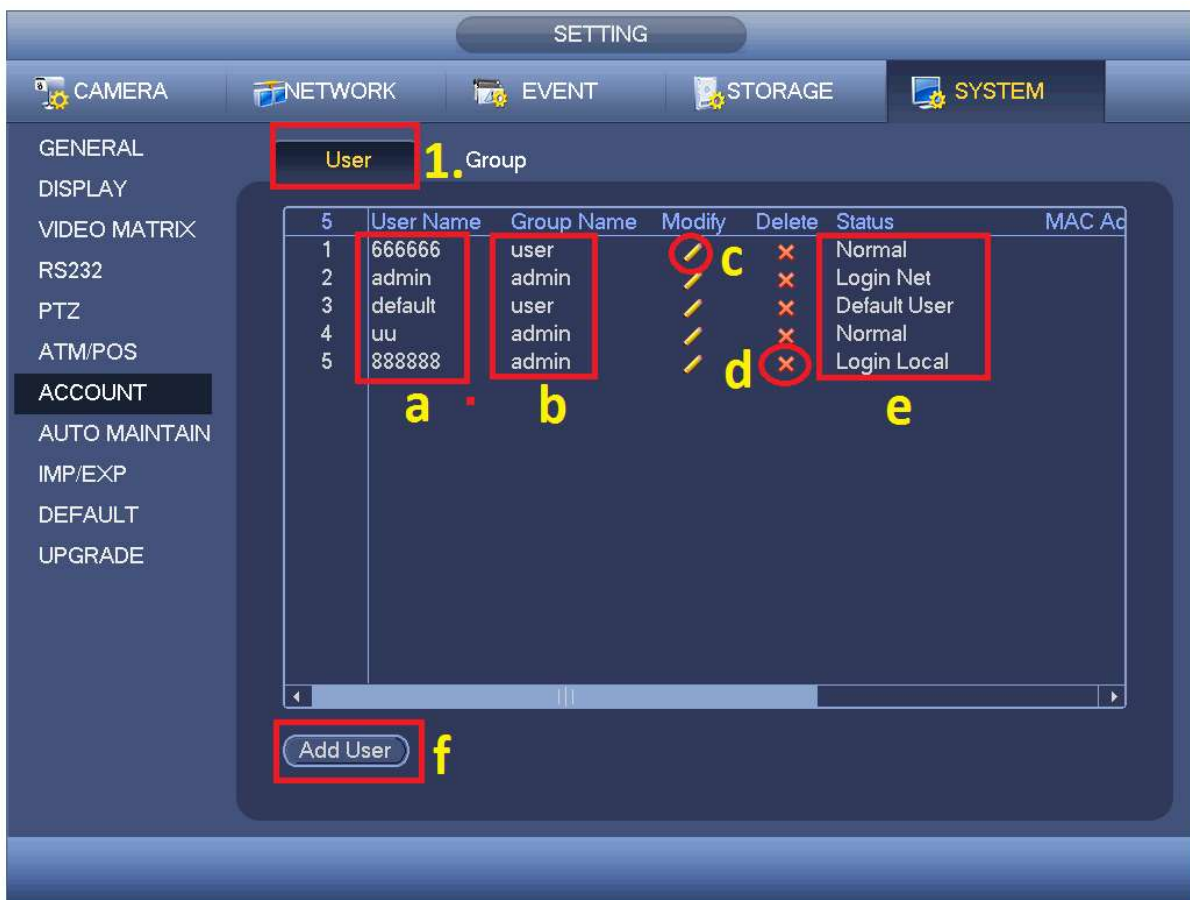 SETTING
CAMERA NETWORK EVENT STORAGE SYSTEM
GENERAL
DISPLAY
VIDEO MATRIX
RS232
PTZ
ATM/POS
ACCOUNT
AUTO MAINTAIN
IMP/EXP
DEFAULT
UPGRADE
User 1. Group
5 User Name Group Name Modify Delete Status MAC Ad
1 666666 user c Normal
2 admin admin Login Net
3 default user Default User
4 uu admin Normal
5 888888 admin d Login Local
a b e
Add User f